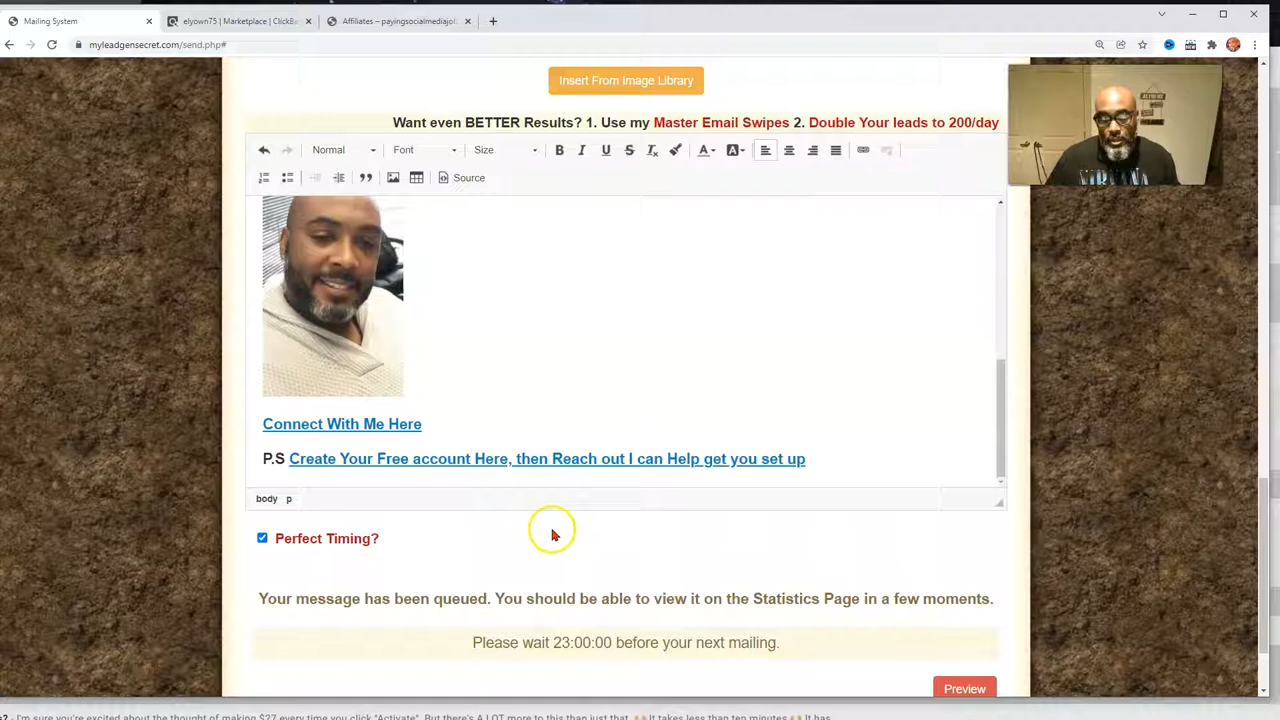 Mailing System
elyown75 | Marketplace | ClickBa
Affiliates – payingsocialmediajob
myleadgensecret.com/send.php#
Insert From Image Library
Want even BETTER Results? 1. Use my Master Email Swipes 2. Double Your leads to 200/day
Normal Font Size B I U S Tx A A
Source
Connect With Me Here
P.S Create Your Free account Here, then Reach out I can Help get you set up
body p
Perfect Timing?
Your message has been queued. You should be able to view it on the Statistics Page in a few moments.
Please wait 23:00:00 before your next mailing.
Preview
- I'm sure you're excited about the thought of making $27 every time you click "Activate". But there's A LOT more to this than just that. 🙌 It takes less than ten minutes 🙌 It has